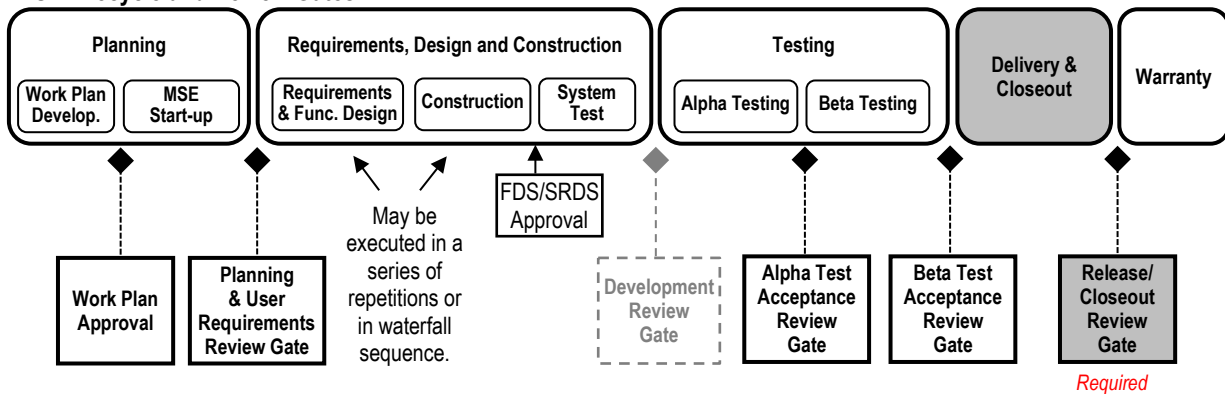 Planning
Requirements, Design and Construction
Testing
Delivery &
Closeout
Warranty
Work Plan
Develop.
MSE
Start-up
Requirements
& Func. Design
Construction
System
Test
Alpha Testing
Beta Testing
FDS/SRDS
Approval
May be
executed in a
series of
repetitions or
in waterfall
sequence.
Work Plan
Approval
Planning
& User
Requirements
Review Gate
Development
Review
Gate
Alpha Test
Acceptance
Review
Gate
Beta Test
Acceptance
Review
Gate
Release/
Closeout
Review
Gate
Required